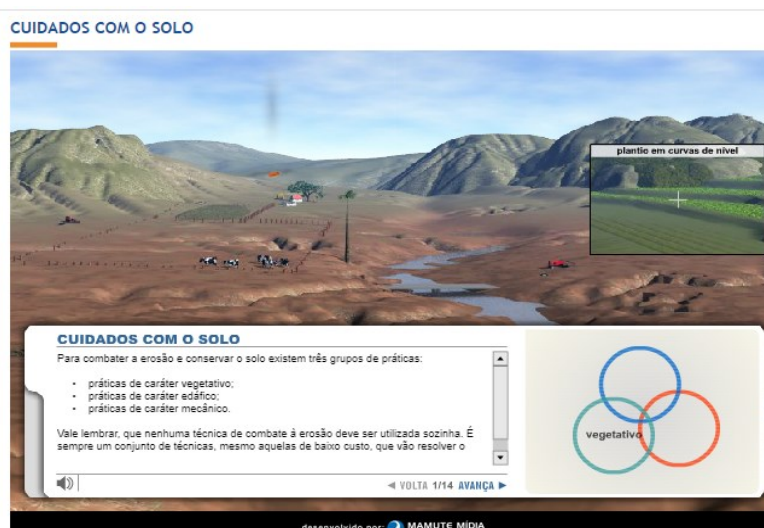 CUIDADOS COM O SOLO
plantio em curvas de nível
CUIDADOS COM O SOLO
Para combater a erosão e conservar o solo existem três grupos de práticas:
• práticas de caráter vegetativo;
• práticas de caráter edáfico;
• práticas de caráter mecânico.
Vale lembrar, que nenhuma técnica de combate à erosão deve ser utilizada sozinha. É
sempre um conjunto de técnicas, mesmo aquelas de baixo custo, que vão resolver o
vegetativo
VOLTA 1/14 AVANÇA
desenvolvido por: MAMUTE MÍDIA